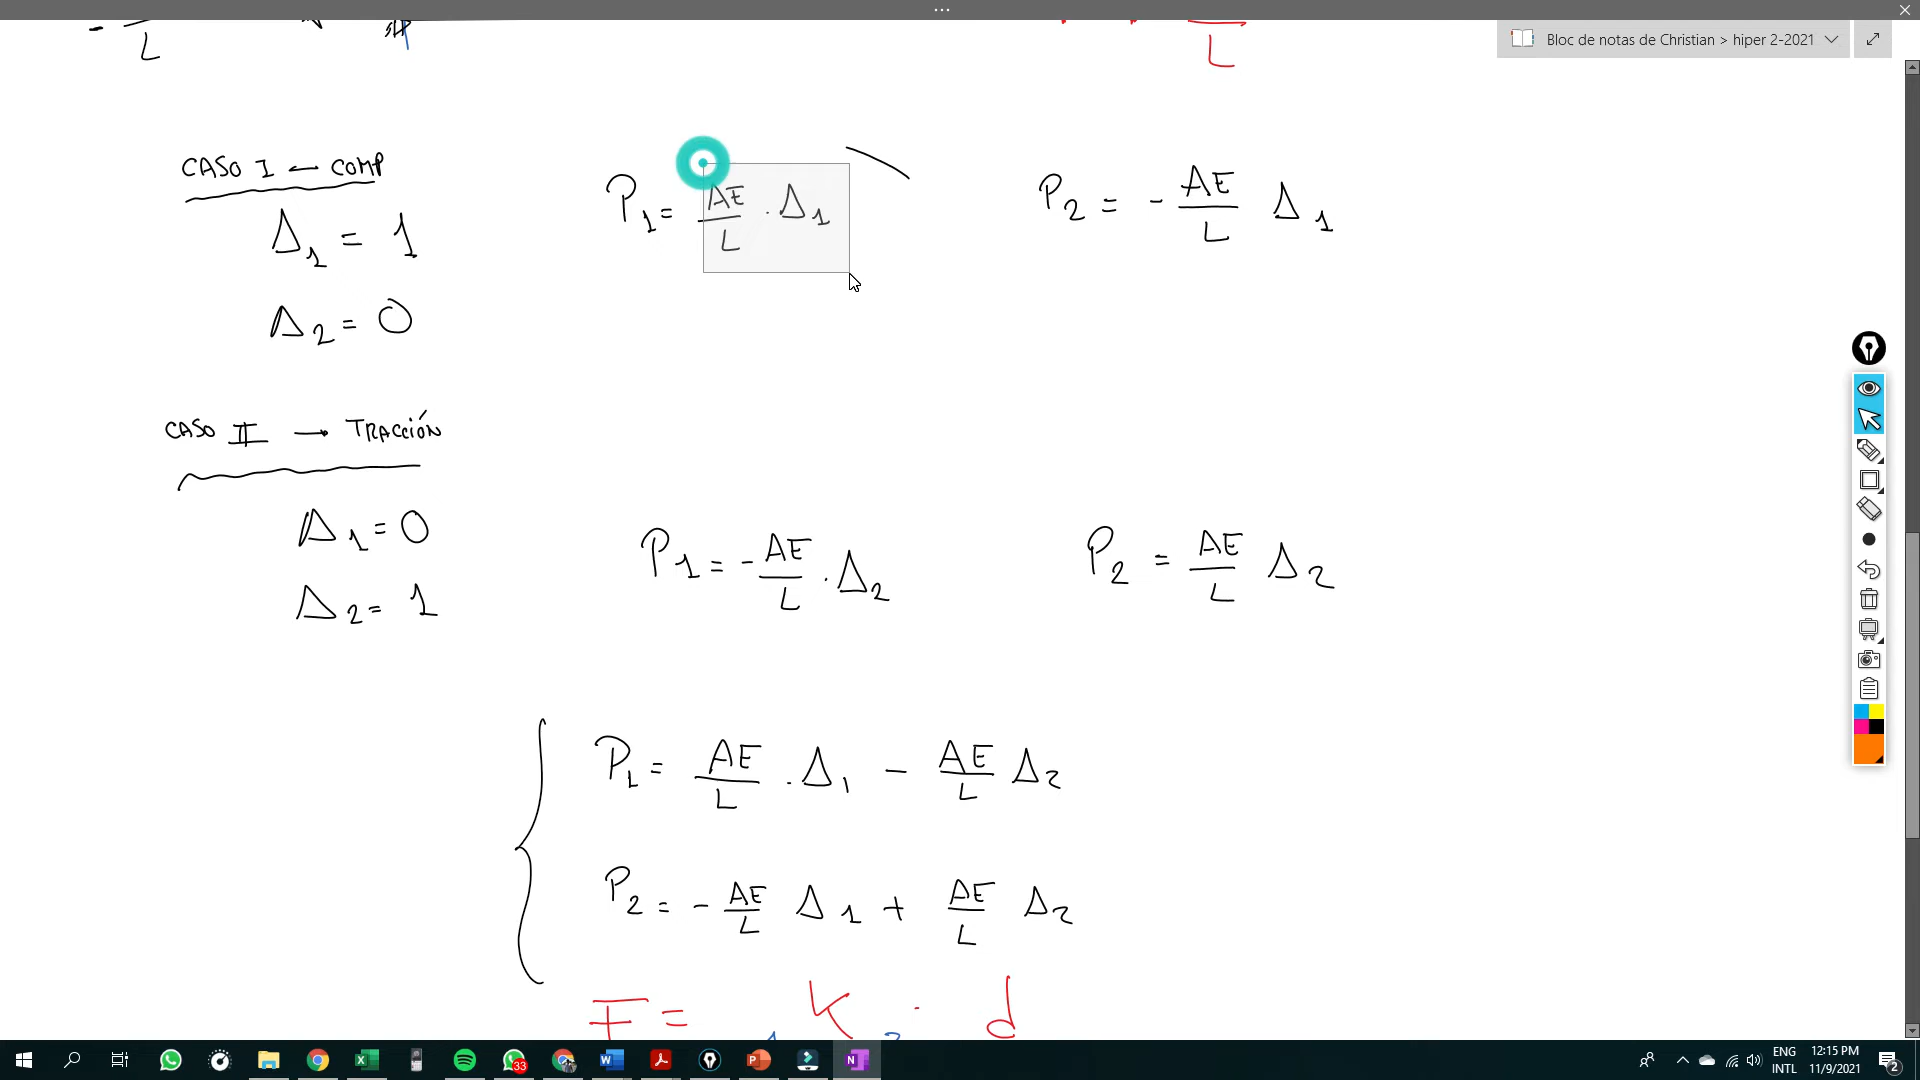 ...
Bloc de notas de Christian > hiper 2-2021
- L
L
CASO I ← COMP
Δ1 = 1
Δ2 = 0
P1 = AE/L . Δ1
P2 = - AE/L Δ1
CASO II → TRACCIÓN
Δ1 = 0
Δ2 = 1
P1 = - AE/L . Δ2
P2 = AE/L Δ2
P1 = AE/L . Δ1 - AE/L Δ2
P2 = - AE/L Δ1 + AE/L Δ2
F = K . d
33
ENG
INTL
12:15 PM
11/9/2021
2